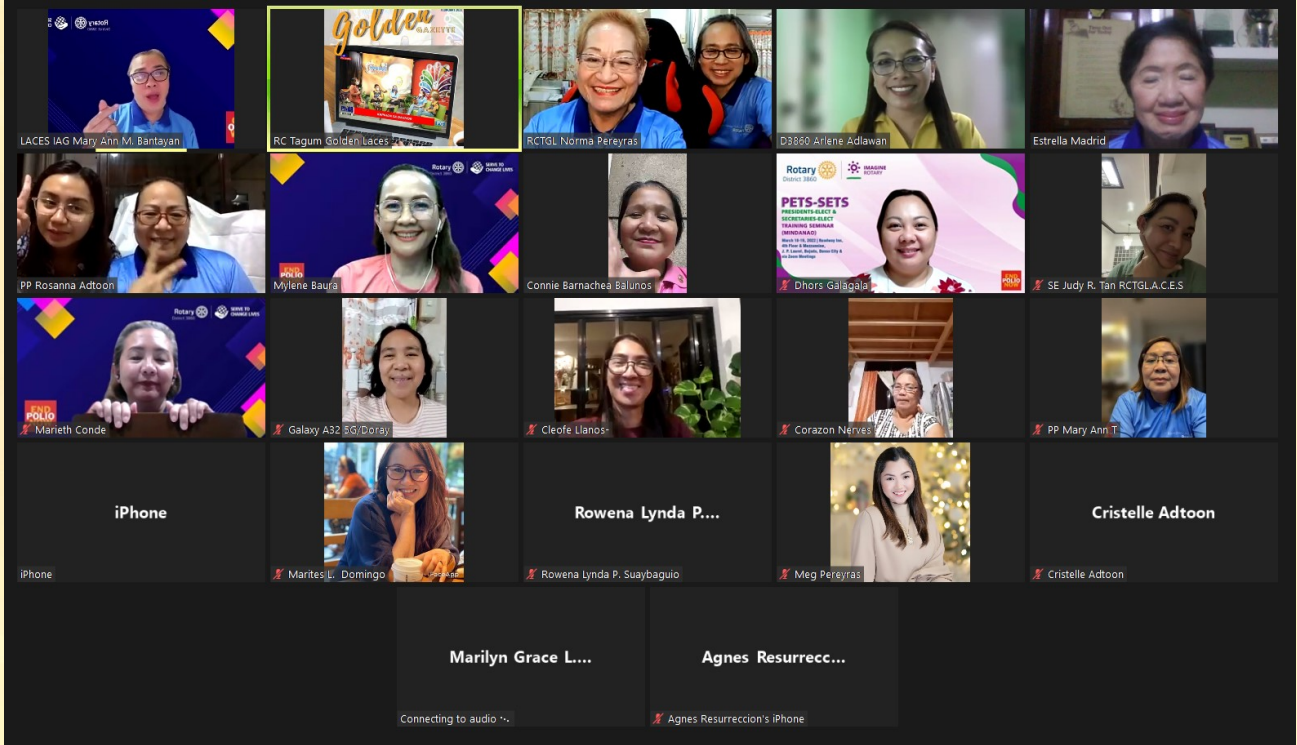 Rotary
LACES IAG Mary Ann M. Bantayan
Golden
GAZETTE
RC Tagum Golden Laces
RCTGL Norma Pereyras
D3860 Arlene Adlawan
Estrella Madrid
PP Rosanna Adtoon
Rotary
SERVE TO
CHANGE LIVES
END
POLIO
Mylene Baura
Connie Barnachea Balunos
Rotary
District 3860
IMAGINE
ROTARY
PETS-SETS
PRESIDENTS-ELECT &
SECRETARIES-ELECT
TRAINING SEMINAR
(MINDANAO)
END
POLIO
NOW
Dhors Galagala
SE Judy R. Tan RCTGL.A.C.E.S
Rotary
SERVE TO
CHANGE LIVES
END
POLIO
Marieth Conde
Galaxy A32 5G/Doray
Cleofe Llanos-
Corazon Nerves
PP Mary Ann T
iPhone
iPhone
Marites L. Domingo
FaceApp
Rowena Lynda P....
Rowena Lynda P. Suaybaguio
Meg Pereyras
Cristelle Adtoon
Cristelle Adtoon
Marilyn Grace L....
Connecting to audio
Agnes Resurrecc...
Agnes Resurreccion's iPhone